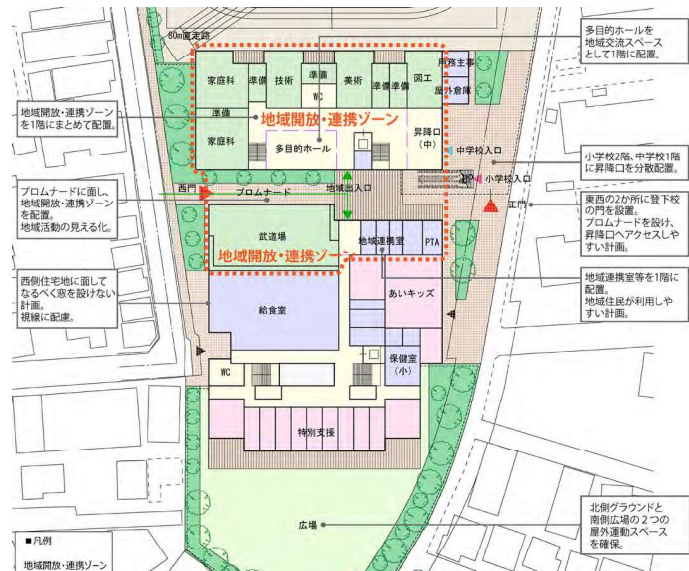 80m直走路
家庭科
準備
技術
準備
美術
準備
準備
図工
用務主事
屋外倉庫
WC
地域開放・連携ゾーン
準備
家庭科
多目的ホール
昇降口
(中)
中学校入口
小学校入口
UP
西門
プロムナード
地域出入口
正門
武道場
地域連携室
PTA
地域開放・連携ゾーン
あいキッズ
給食室
保健室
(小)
WC
特別支援
広場
地域開放・連携ゾーン
を1階にまとめて配置。
プロムナードに面し、
地域開放・連携ゾーン
を配置。
地域活動の見える化。
西側住宅地に面して
なるべく窓を設けない
計画。
視線に配慮。
多目的ホールを
地域交流スペース
として1階に配置。
小学校2階、中学校1階
に昇降口を分散配置。
東西の2か所に登下校
の門を設置。
プロムナードを設け、
昇降口へアクセスしや
すい計画。
地域連携室等を1階に
配置。
地域住民が利用しや
すい計画。
北側グラウンドと
南側広場の2つの
屋外運動スペース
を確保。
■凡例
地域開放・連携ゾーン